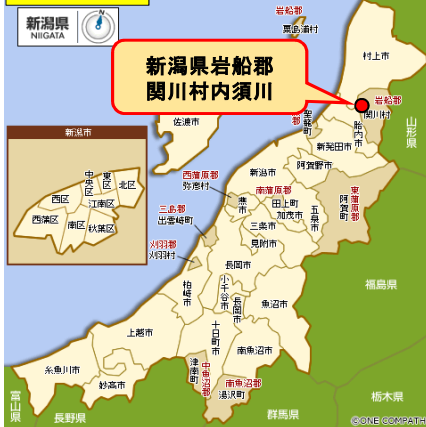 新潟県
NIIGATA
岩船郡
粟島浦村
新潟県岩船郡
関川村内須川
村上市
岩船郡
関川村
胎内市
聖籠町
郡
佐渡市
新発田市
山形県
新潟市
中央区
東区
北区
西区
江南区
西蒲区
南区
秋葉区
新潟市
阿賀野市
西蒲原郡
弥彦村
燕市
南蒲原郡
田上町
加茂市
五泉市
東蒲原郡
阿賀町
三島郡
出雲崎町
三条市
見附市
刈羽郡
刈羽村
長岡市
柏崎市
小千谷市
長岡市
魚沼市
福島県
上越市
十日町市
南魚沼市
糸魚川市
妙高市
津南町
中魚沼郡
南魚沼郡
湯沢町
富山県
長野県
群馬県
栃木県
©ONE COMPATH